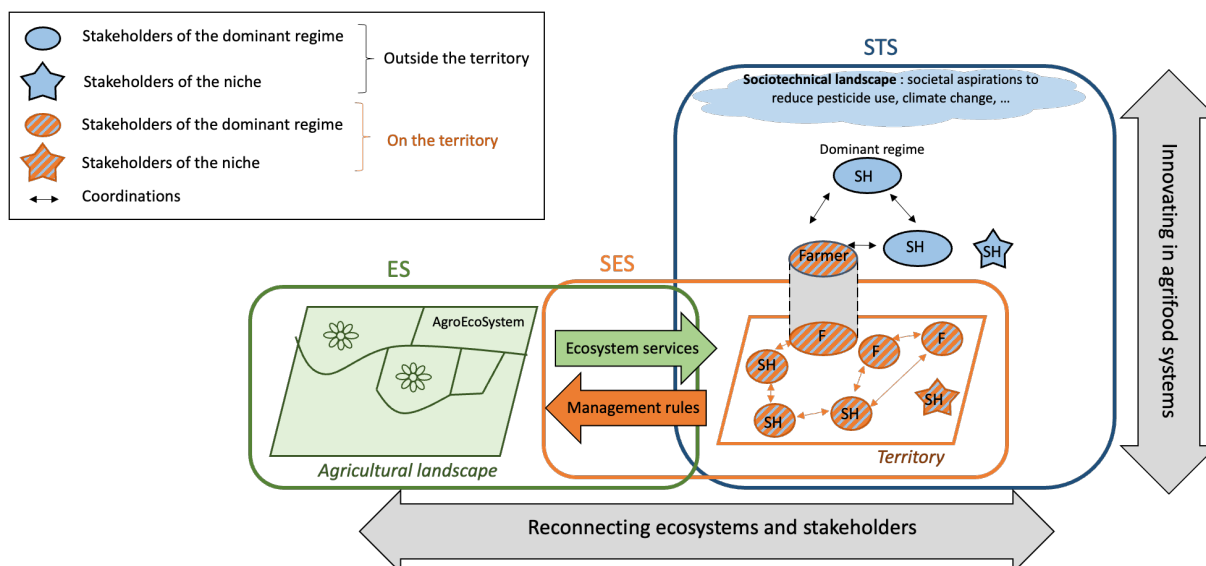 Stakeholders of the dominant regime
Stakeholders of the niche
Outside the territory
Stakeholders of the dominant regime
Stakeholders of the niche
On the territory
Coordinations
STS
Sociotechnical landscape : societal aspirations to
reduce pesticide use, climate change, ...
Dominant regime
SH
SH
SH
Farmer
ES
SES
AgroEcoSystem
Ecosystem services
Management rules
F
F
F
SH
SH
SH
SH
Agricultural landscape
Territory
Innovating in
agrifood systems
Reconnecting ecosystems and stakeholders